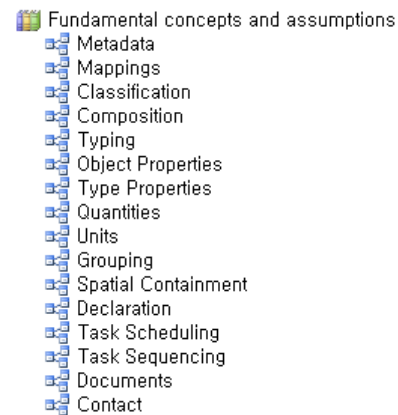 Fundamental concepts and assumptions
Metadata
Mappings
Classification
Composition
Typing
Object Properties
Type Properties
Quantities
Units
Grouping
Spatial Containment
Declaration
Task Scheduling
Task Sequencing
Documents
Contact